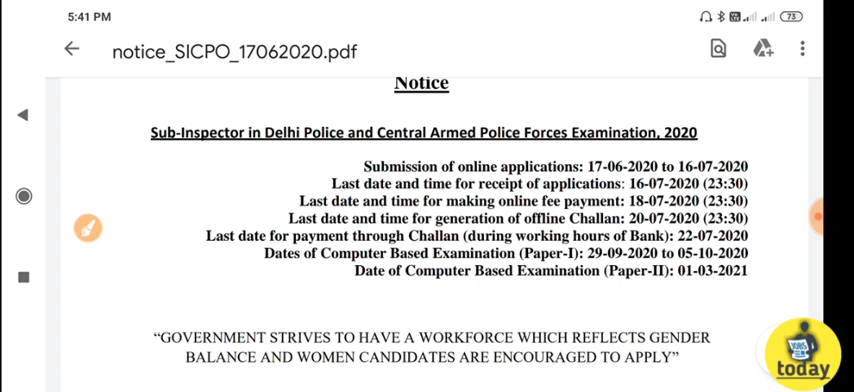 5:41 PM
73
notice_SICPO_17062020.pdf
Notice
Sub-Inspector in Delhi Police and Central Armed Police Forces Examination, 2020
Submission of online applications: 17-06-2020 to 16-07-2020
Last date and time for receipt of applications: 16-07-2020 (23:30)
Last date and time for making online fee payment: 18-07-2020 (23:30)
Last date and time for generation of offline Challan: 20-07-2020 (23:30)
Last date for payment through Challan (during working hours of Bank): 22-07-2020
Dates of Computer Based Examination (Paper-I): 29-09-2020 to 05-10-2020
Date of Computer Based Examination (Paper-II): 01-03-2021
“GOVERNMENT STRIVES TO HAVE A WORKFORCE WHICH REFLECTS GENDER
BALANCE AND WOMEN CANDIDATES ARE ENCOURAGED TO APPLY”
JOBS
today